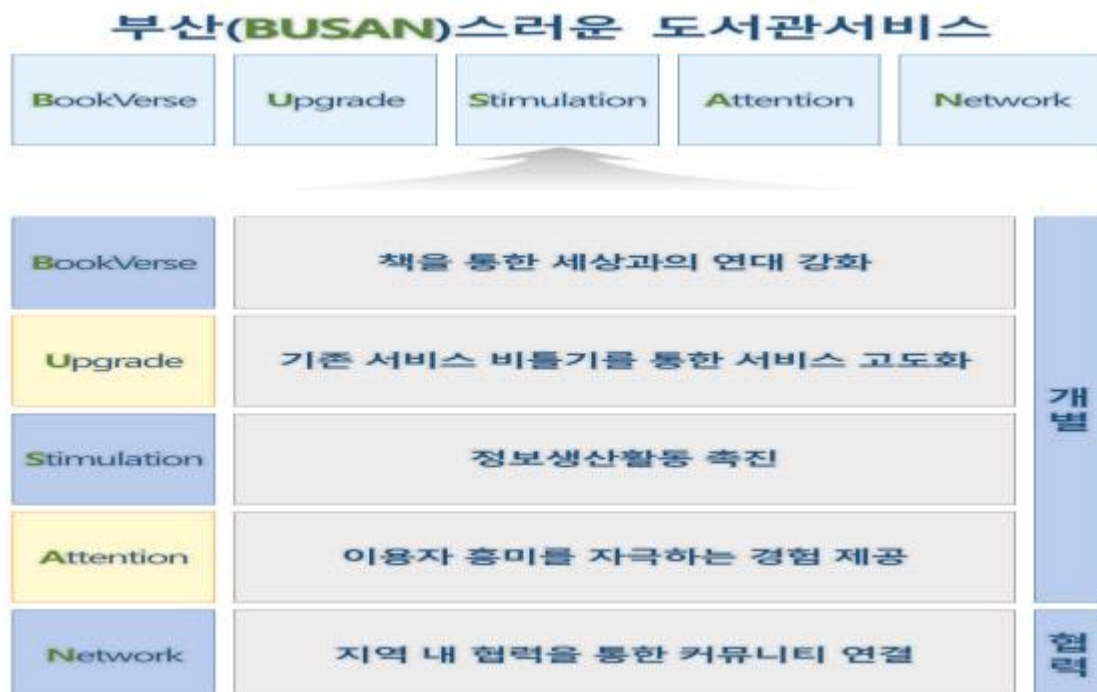 부산(BUSAN)스러운 도서관서비스
BookVerse Upgrade Stimulation Attention Network
BookVerse 책을 통한 세상과의 연대 강화
Upgrade 기존 서비스 비틀기를 통한 서비스 고도화
Stimulation 정보생산활동 촉진
Attention 이용자 흥미를 자극하는 경험 제공
개별
Network 지역 내 협력을 통한 커뮤니티 연결
협력